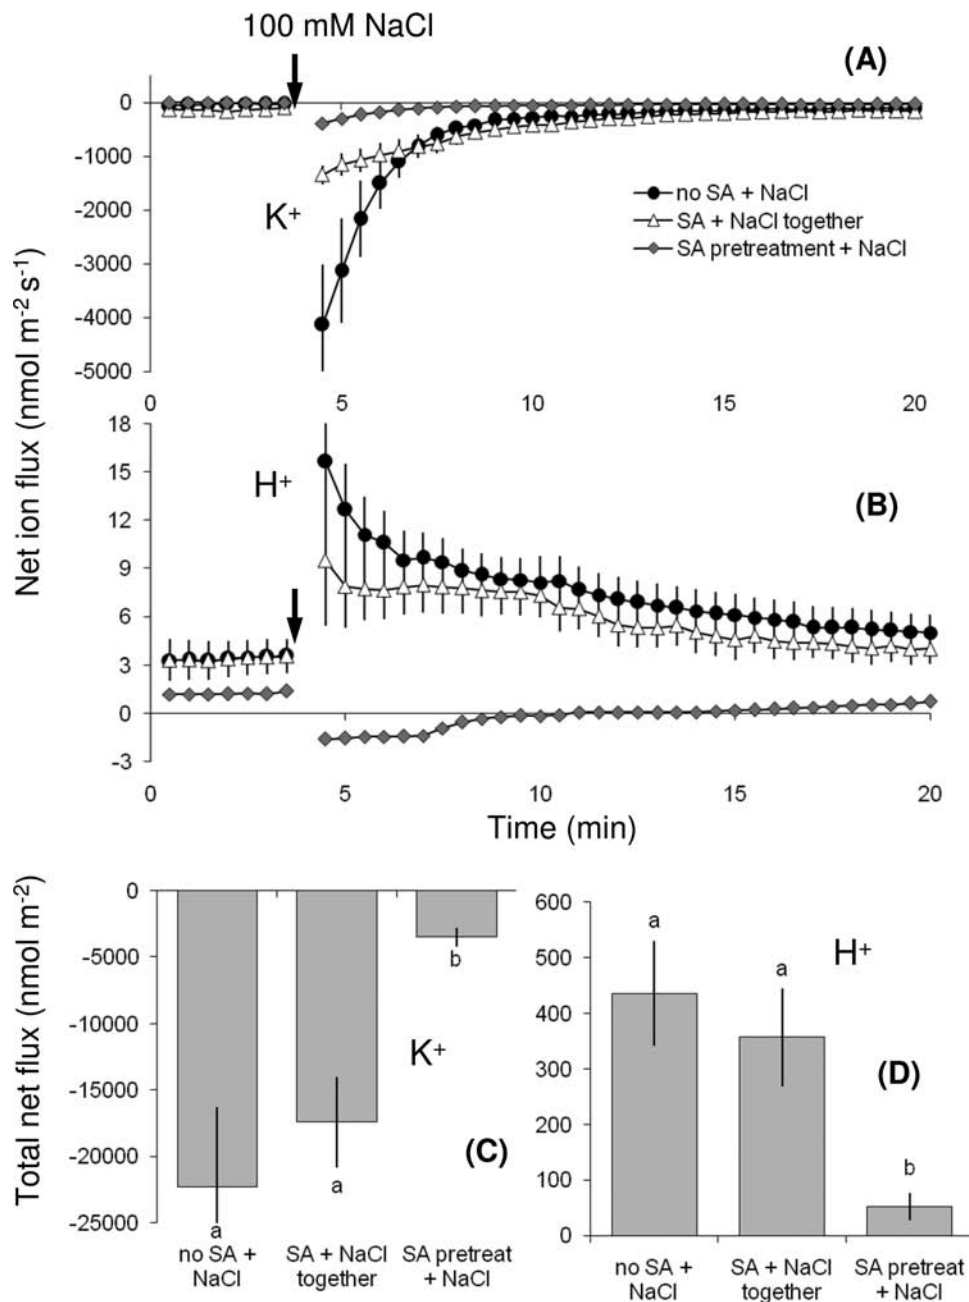 100 mM NaCl
(A)
0
-1000
-2000
-3000
-4000
-5000
K+
no SA + NaCl
SA + NaCl together
SA pretreatment + NaCl
0 5 10 15 20
Net ion flux (nmol m-2 s-1)
18
15
12
9
6
3
0
-3
H+
(B)
0 5 10 15 20
Time (min)
Total net flux (nmol m-2)
0
-5000
-10000
-15000
-20000
-25000
a
a
b
K+
(C)
no SA +
NaCl
SA + NaCl
together
SA pretreat
+ NaCl
600
500
400
300
200
100
0
a
a
b
H+
(D)
no SA +
NaCl
SA + NaCl
together
SA pretreat
+ NaCl